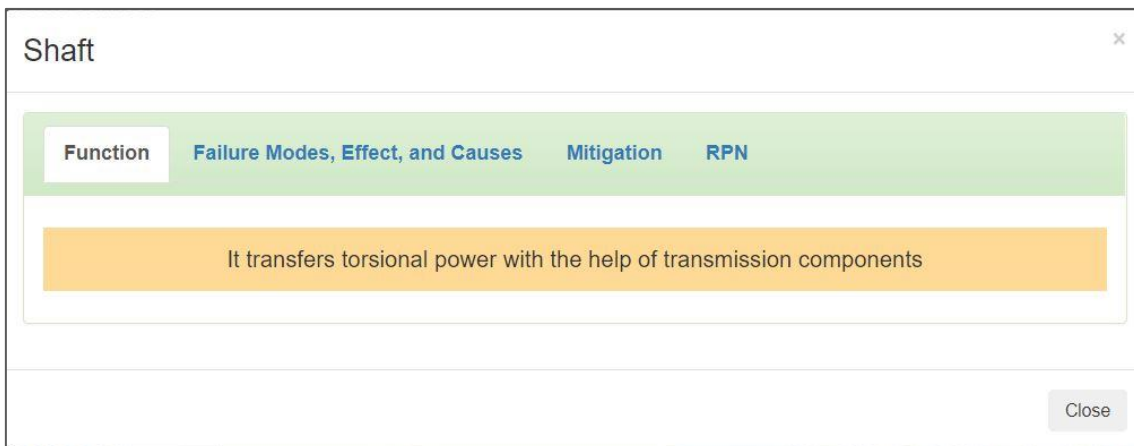 Shaft
×
Function Failure Modes, Effect, and Causes Mitigation RPN
It transfers torsional power with the help of transmission components
Close